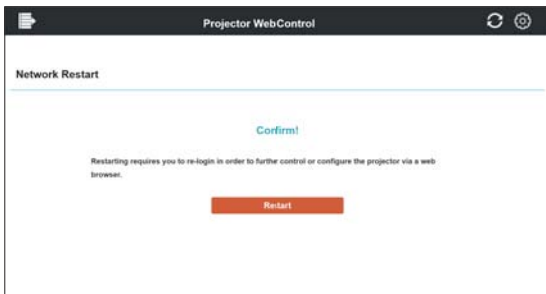 Projector WebControl
Network Restart
Confirm!
Restarting requires you to re-login in order to further control or configure the projector via a web
browser.
Restart